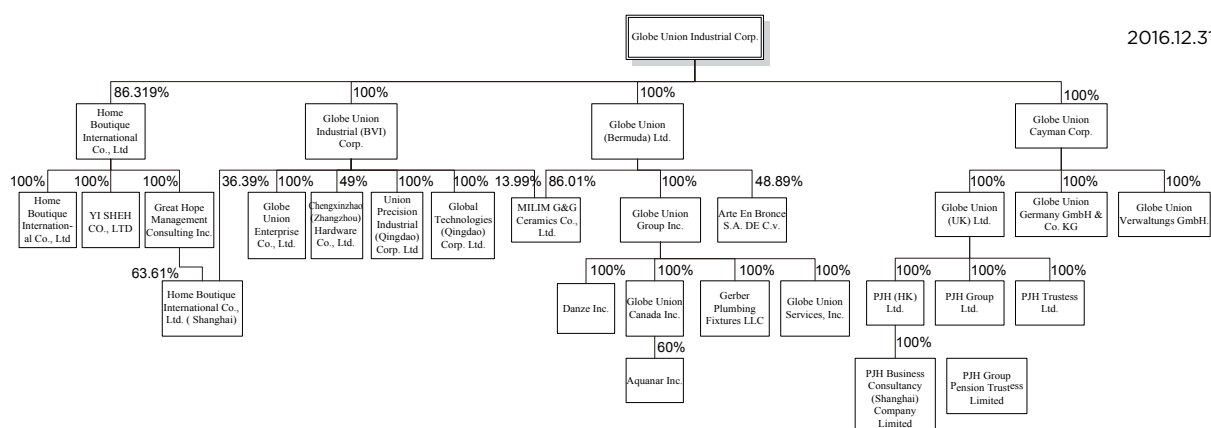 Globe Union Industrial Corp.
2016.12.31
86.319%
100%
100%
100%
Home
Boutique
International
Co., Ltd
Globe Union
Industrial (BVI)
Corp.
Globe Union
(Bermuda) Ltd.
Globe Union
Cayman Corp.
100%
100%
100%
36.39%
100%
49%
100%
100%
13.99%
86.01%
100%
48.89%
100%
100%
100%
Home
Boutique
Internation-
al Co., Ltd
YI SHEH
CO., LTD
Great Hope
Management
Consulting Inc.
Globe
Union
Enterprise
Co., Ltd.
Chengxinzhao
(Zhangzhou)
Hardware
Co., Ltd.
Union
Precision
Industrial
(Qingdao)
Corp. Ltd
Global
Technologies
(Qingdao)
Corp. Ltd.
MILIM G&G
Ceramics Co.,
Ltd.
Globe Union
Group Inc.
Arte En Bronce
S.A. DE C.v.
Globe Union
(UK) Ltd.
Globe Union
Germany GmbH &
Co. KG
Globe Union
Verwaltungs GmbH.
63.61%
Home Boutique
International Co.,
Ltd. ( Shanghai)
100%
100%
100%
100%
100%
100%
100%
Danze Inc.
Globe Union
Canada Inc.
Gerber
Plumbing
Fixtures LLC
Globe Union
Services, Inc.
PJH (HK)
Ltd.
PJH Group
Ltd.
PJH Trustess
Ltd.
60%
100%
Aquanar Inc.
PJH Business
Consultancy
(Shanghai)
Company
Limited
PJH Group
Pension Trustess
Limited